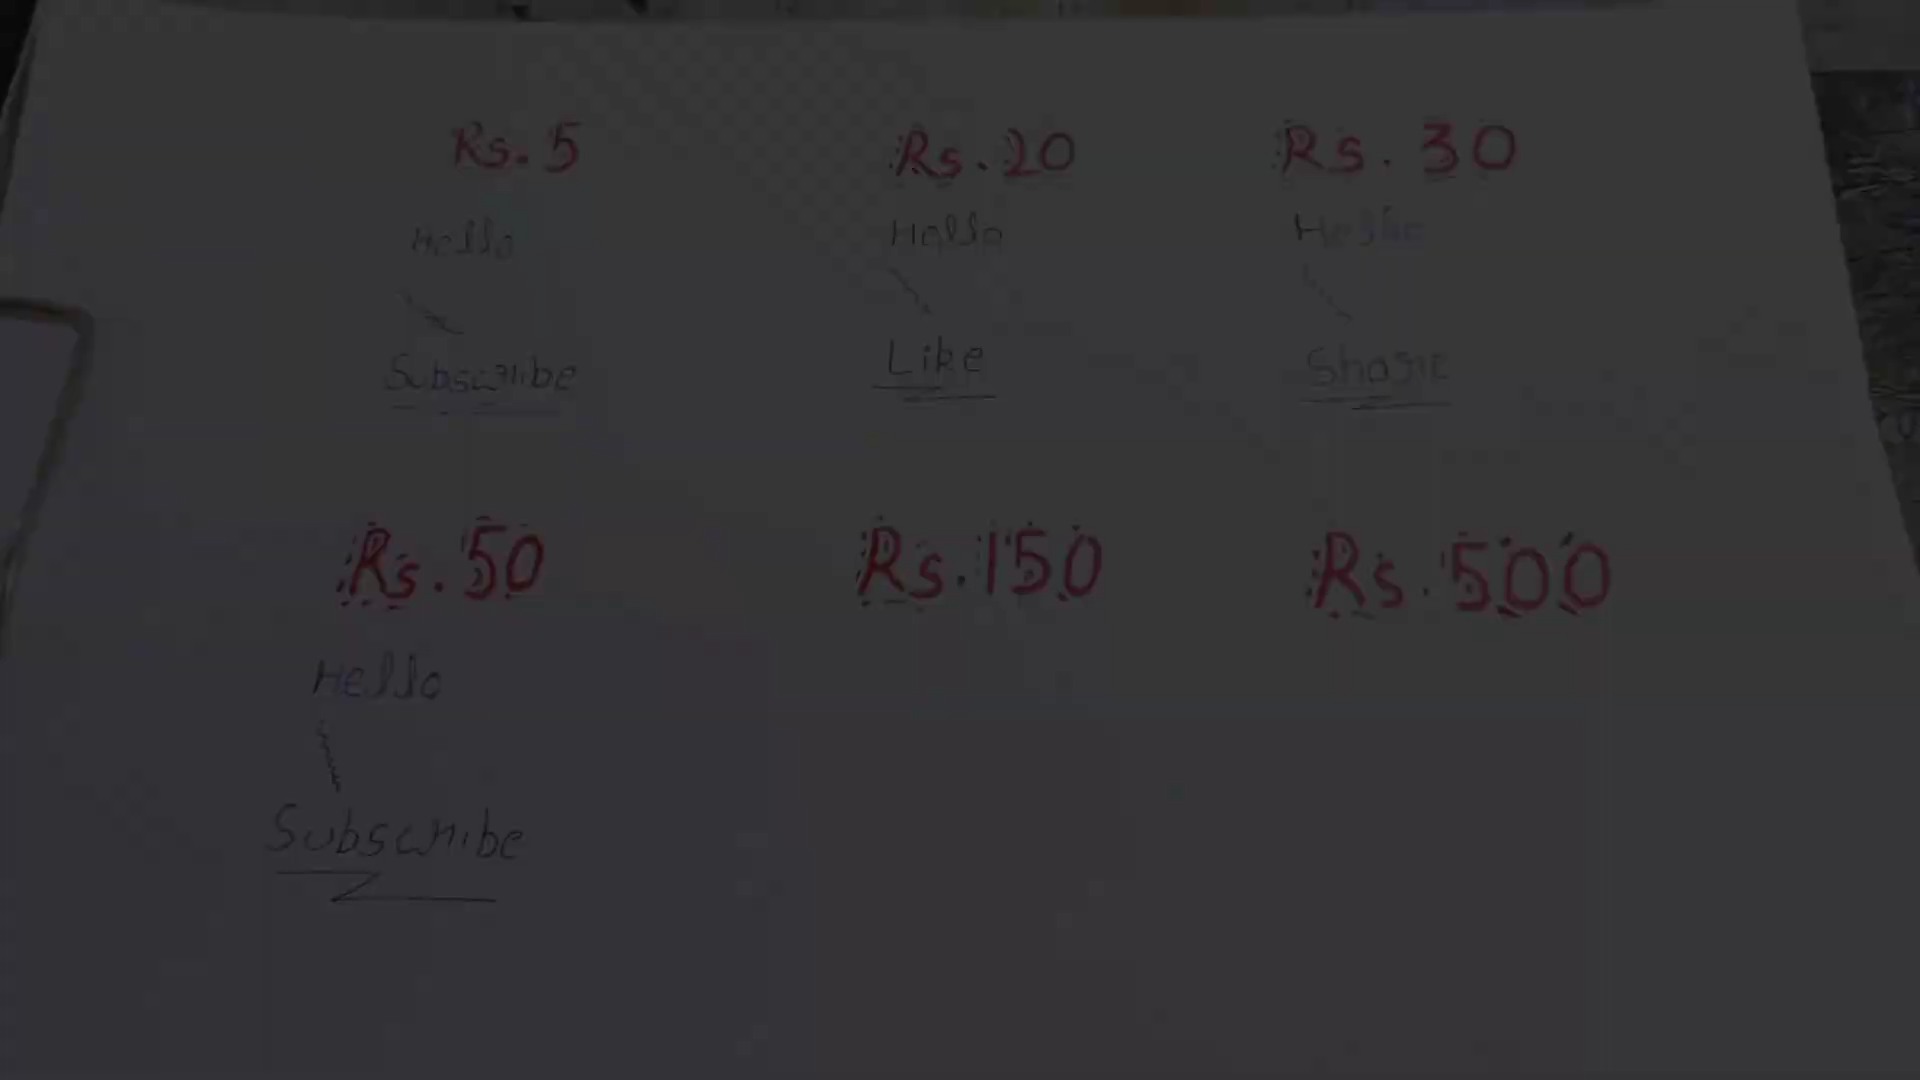 Rs. 5 Rs. 20 Rs. 30
Hello Hello Hello
Subscribe Like Share
Rs. 50 Rs. 150 Rs. 500
Hello
Subscribe